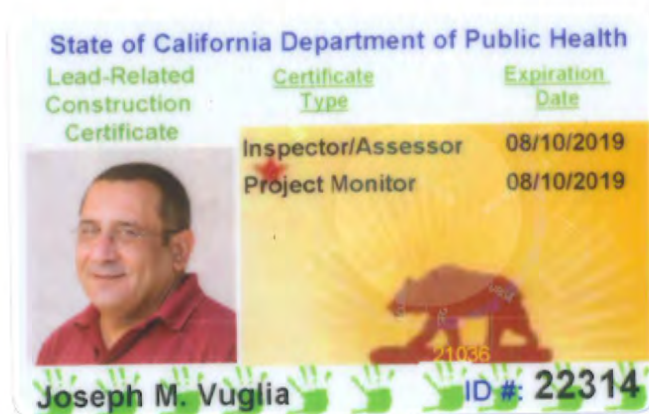 State of California Department of Public Health
Lead-Related
Construction
Certificate
Certificate
Type
Expiration
Date
Inspector/Assessor 08/10/2019
Project Monitor 08/10/2019
21036
Joseph M. Vuglia ID #: 22314